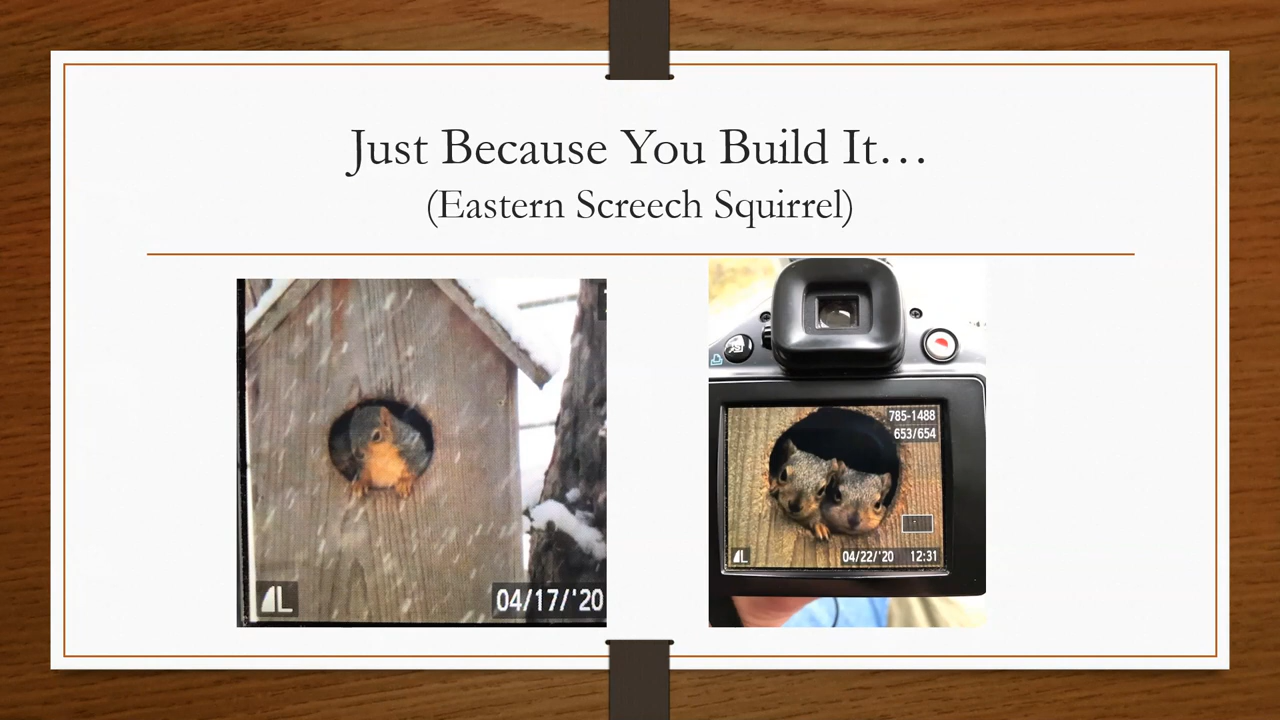 Just Because You Build It…
(Eastern Screech Squirrel)
L
04/17/'20
785-1488
653/654
L
04/22/'20 12:31